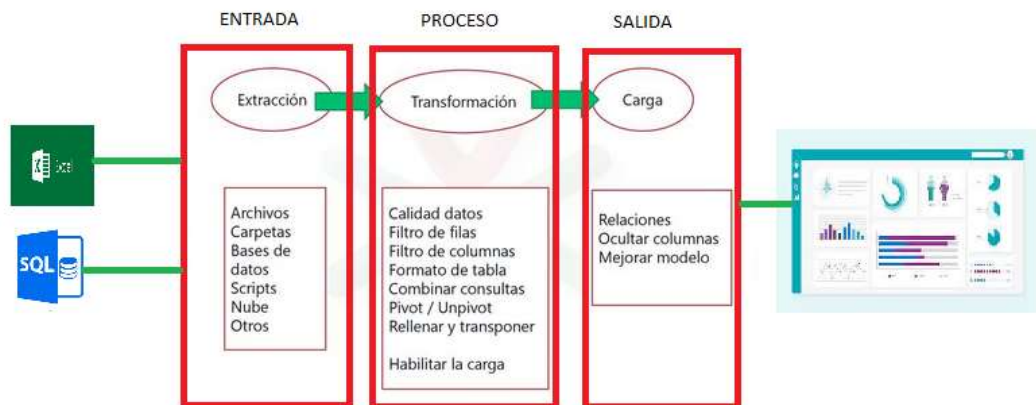 ENTRADA
PROCESO
SALIDA
Extracción
Transformación
Carga
Excel
SQL
Archivos
Carpetas
Bases de
datos
Scripts
Nube
Otros
Calidad datos
Filtro de filas
Filtro de columnas
Formato de tabla
Combinar consultas
Pivot / Unpivot
Rellenar y transponer
Habilitar la carga
Relaciones
Ocultar columnas
Mejorar modelo